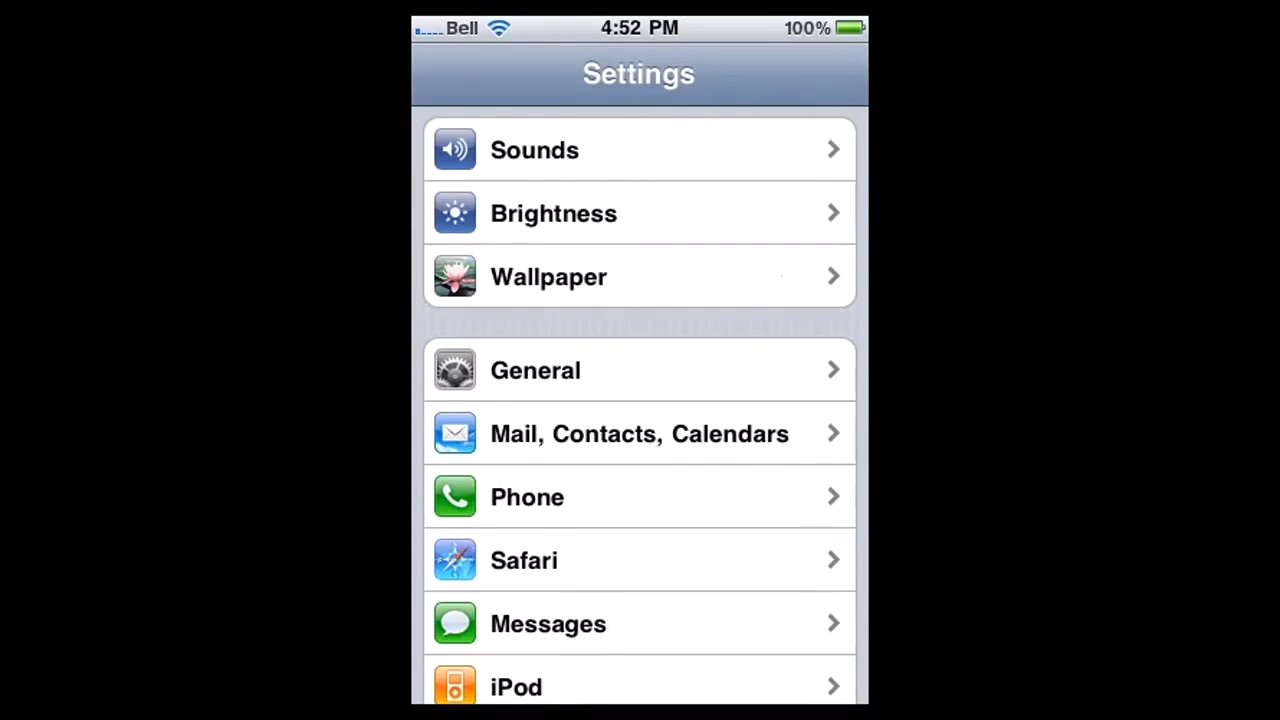 Bell 4:52 PM 100%
Settings
Sounds
Brightness
Wallpaper
General
Mail, Contacts, Calendars
Phone
Safari
Messages
iPod